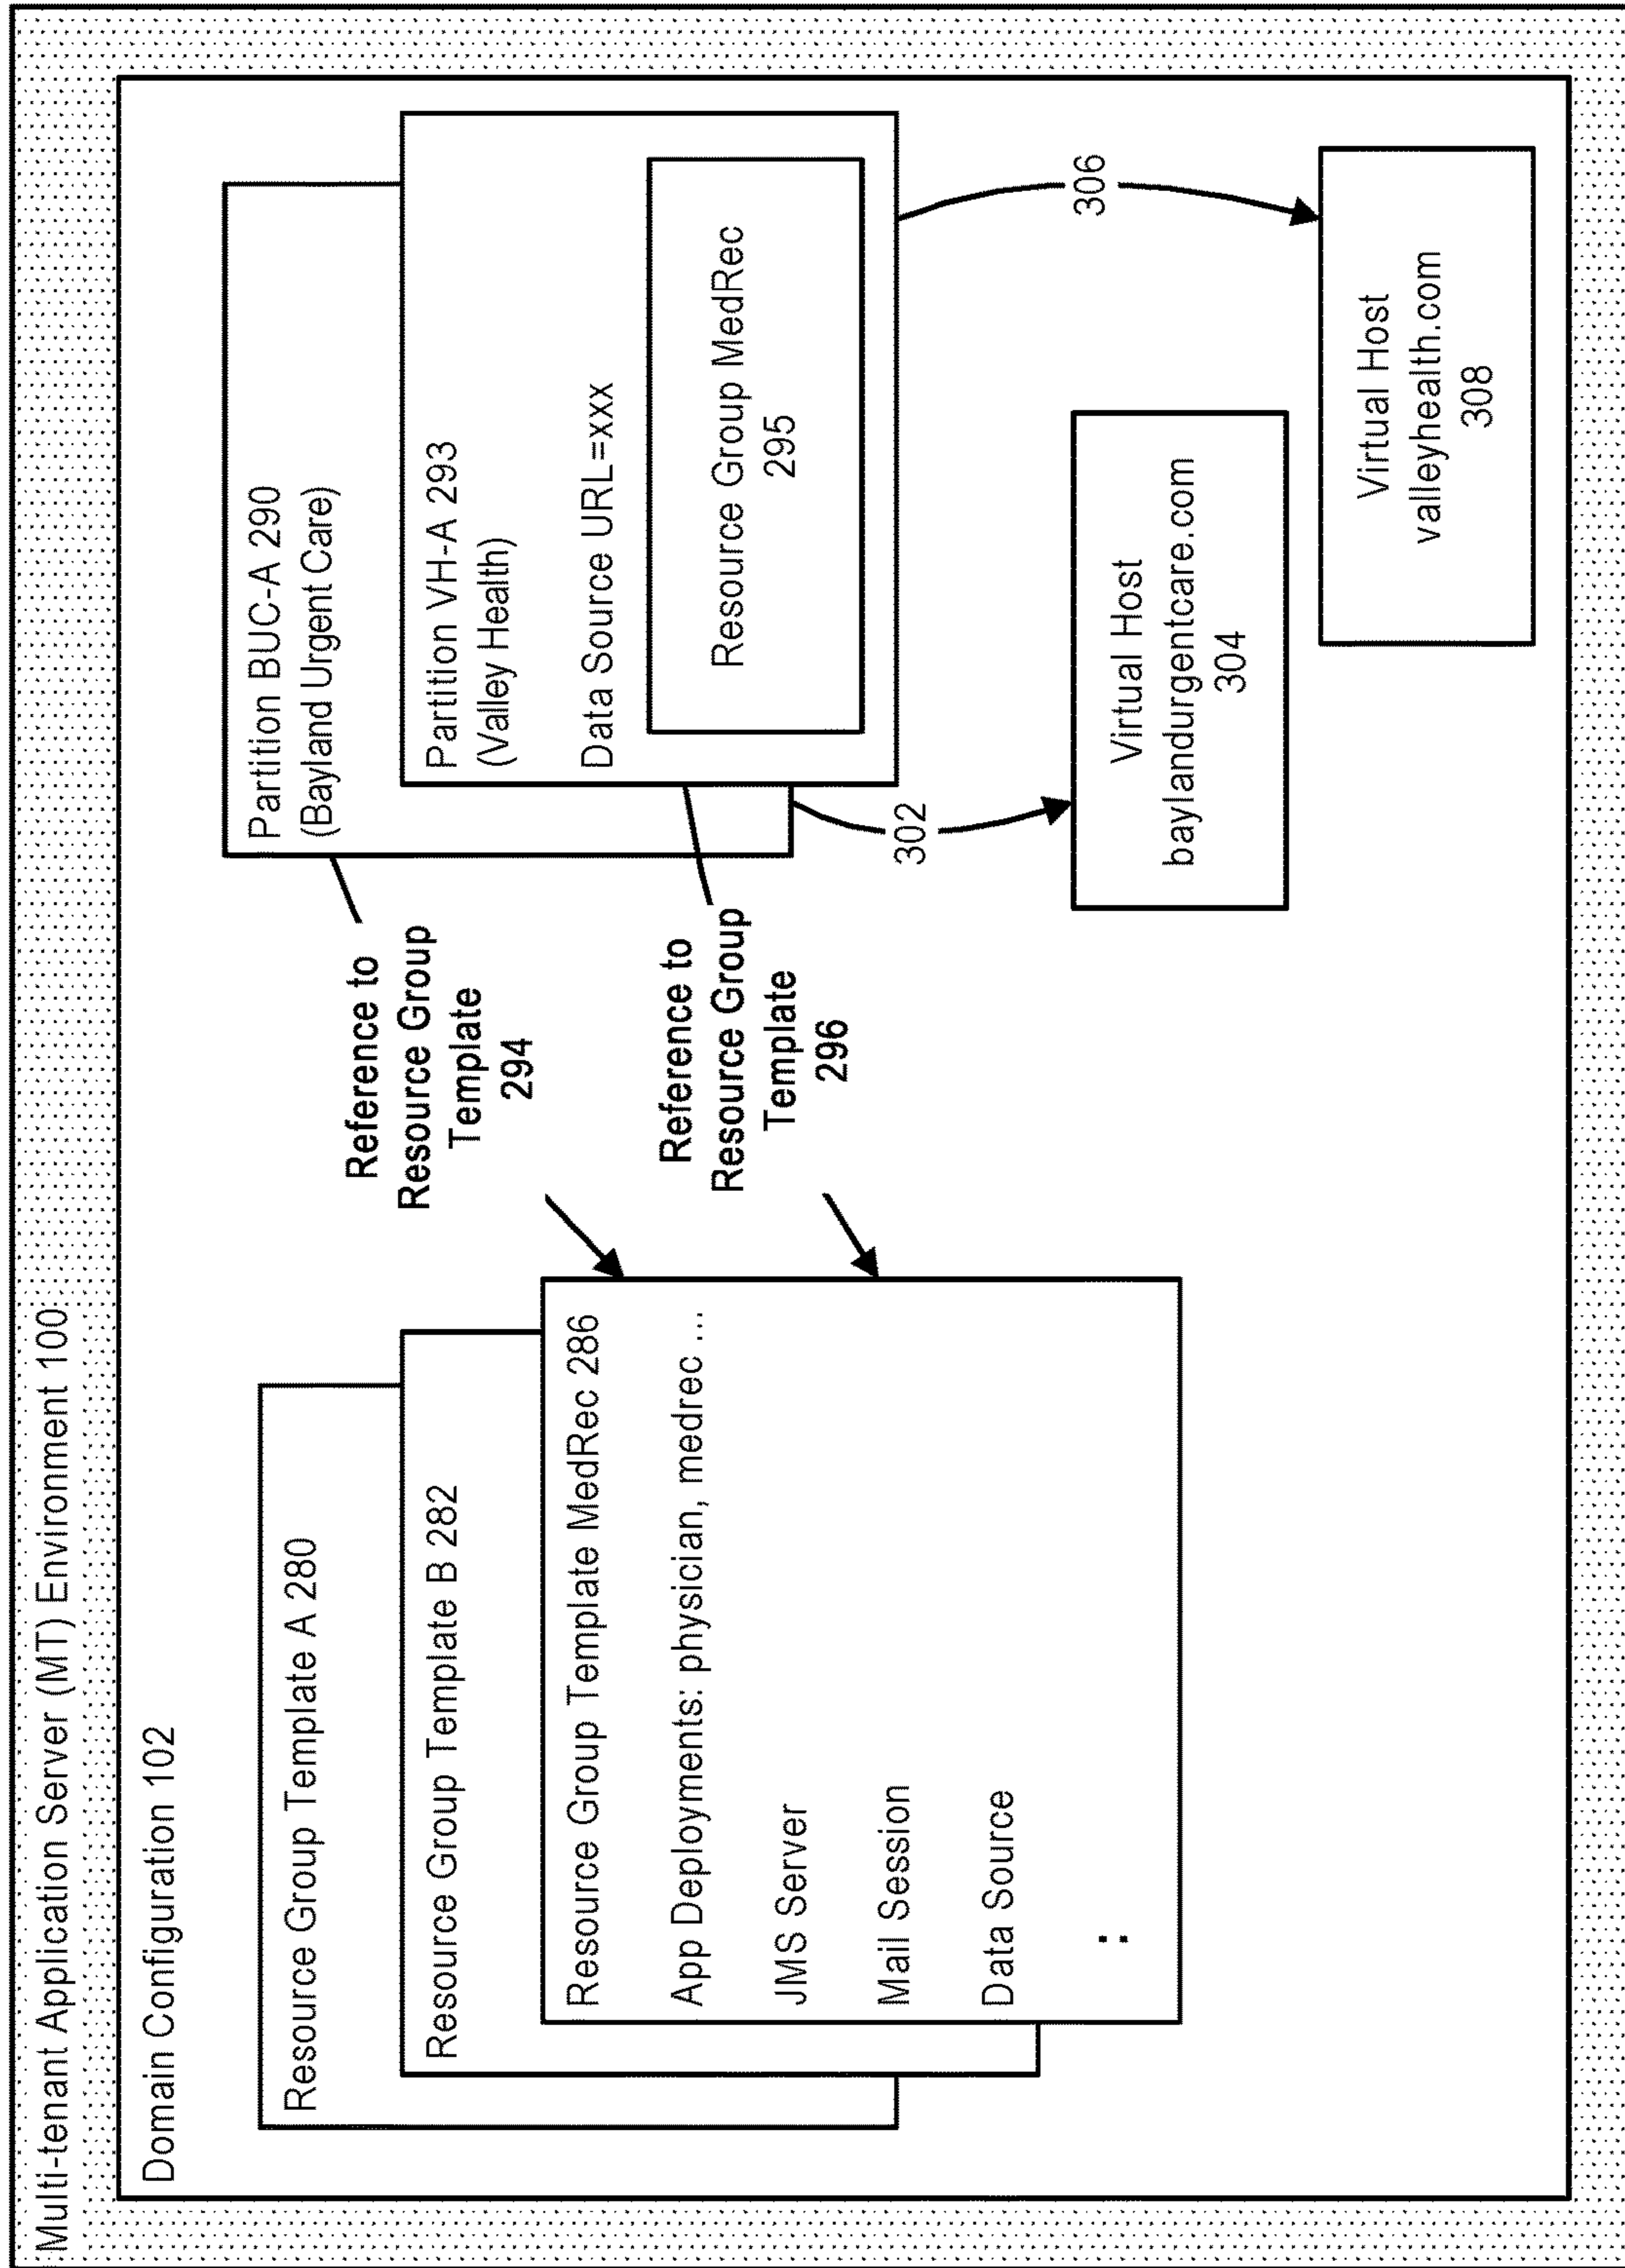 Multi-tenant Application Server (MT) Environment 100
Domain Configuration 102
Resource Group Template A 280
Resource Group Template B 282
Resource Group Template MedRec 286
App Deployments: physician, medrec ...
JMS Server
Mail Session
Data Source
:
Reference to
Resource Group
Template
294
Reference to
Resource Group
Template
296
Partition BUC-A 290
(Bayland Urgent Care)
Partition VH-A 293
(Valley Health)
Data Source URL=xxx
Resource Group MedRec
295
302
306
Virtual Host
baylandurgentcare.com
304
Virtual Host
valleyhealth.com
308